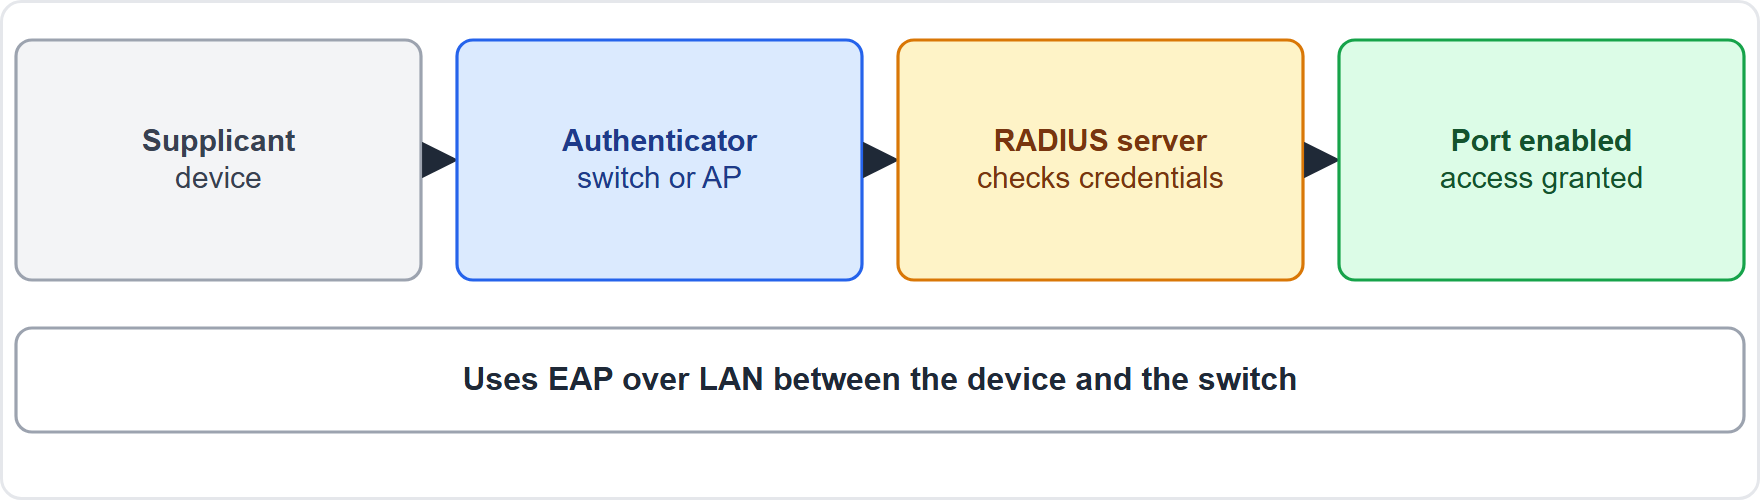 Supplicant
device
Authenticator
switch or AP
RADIUS server
checks credentials
Port enabled
access granted
Uses EAP over LAN between the device and the switch